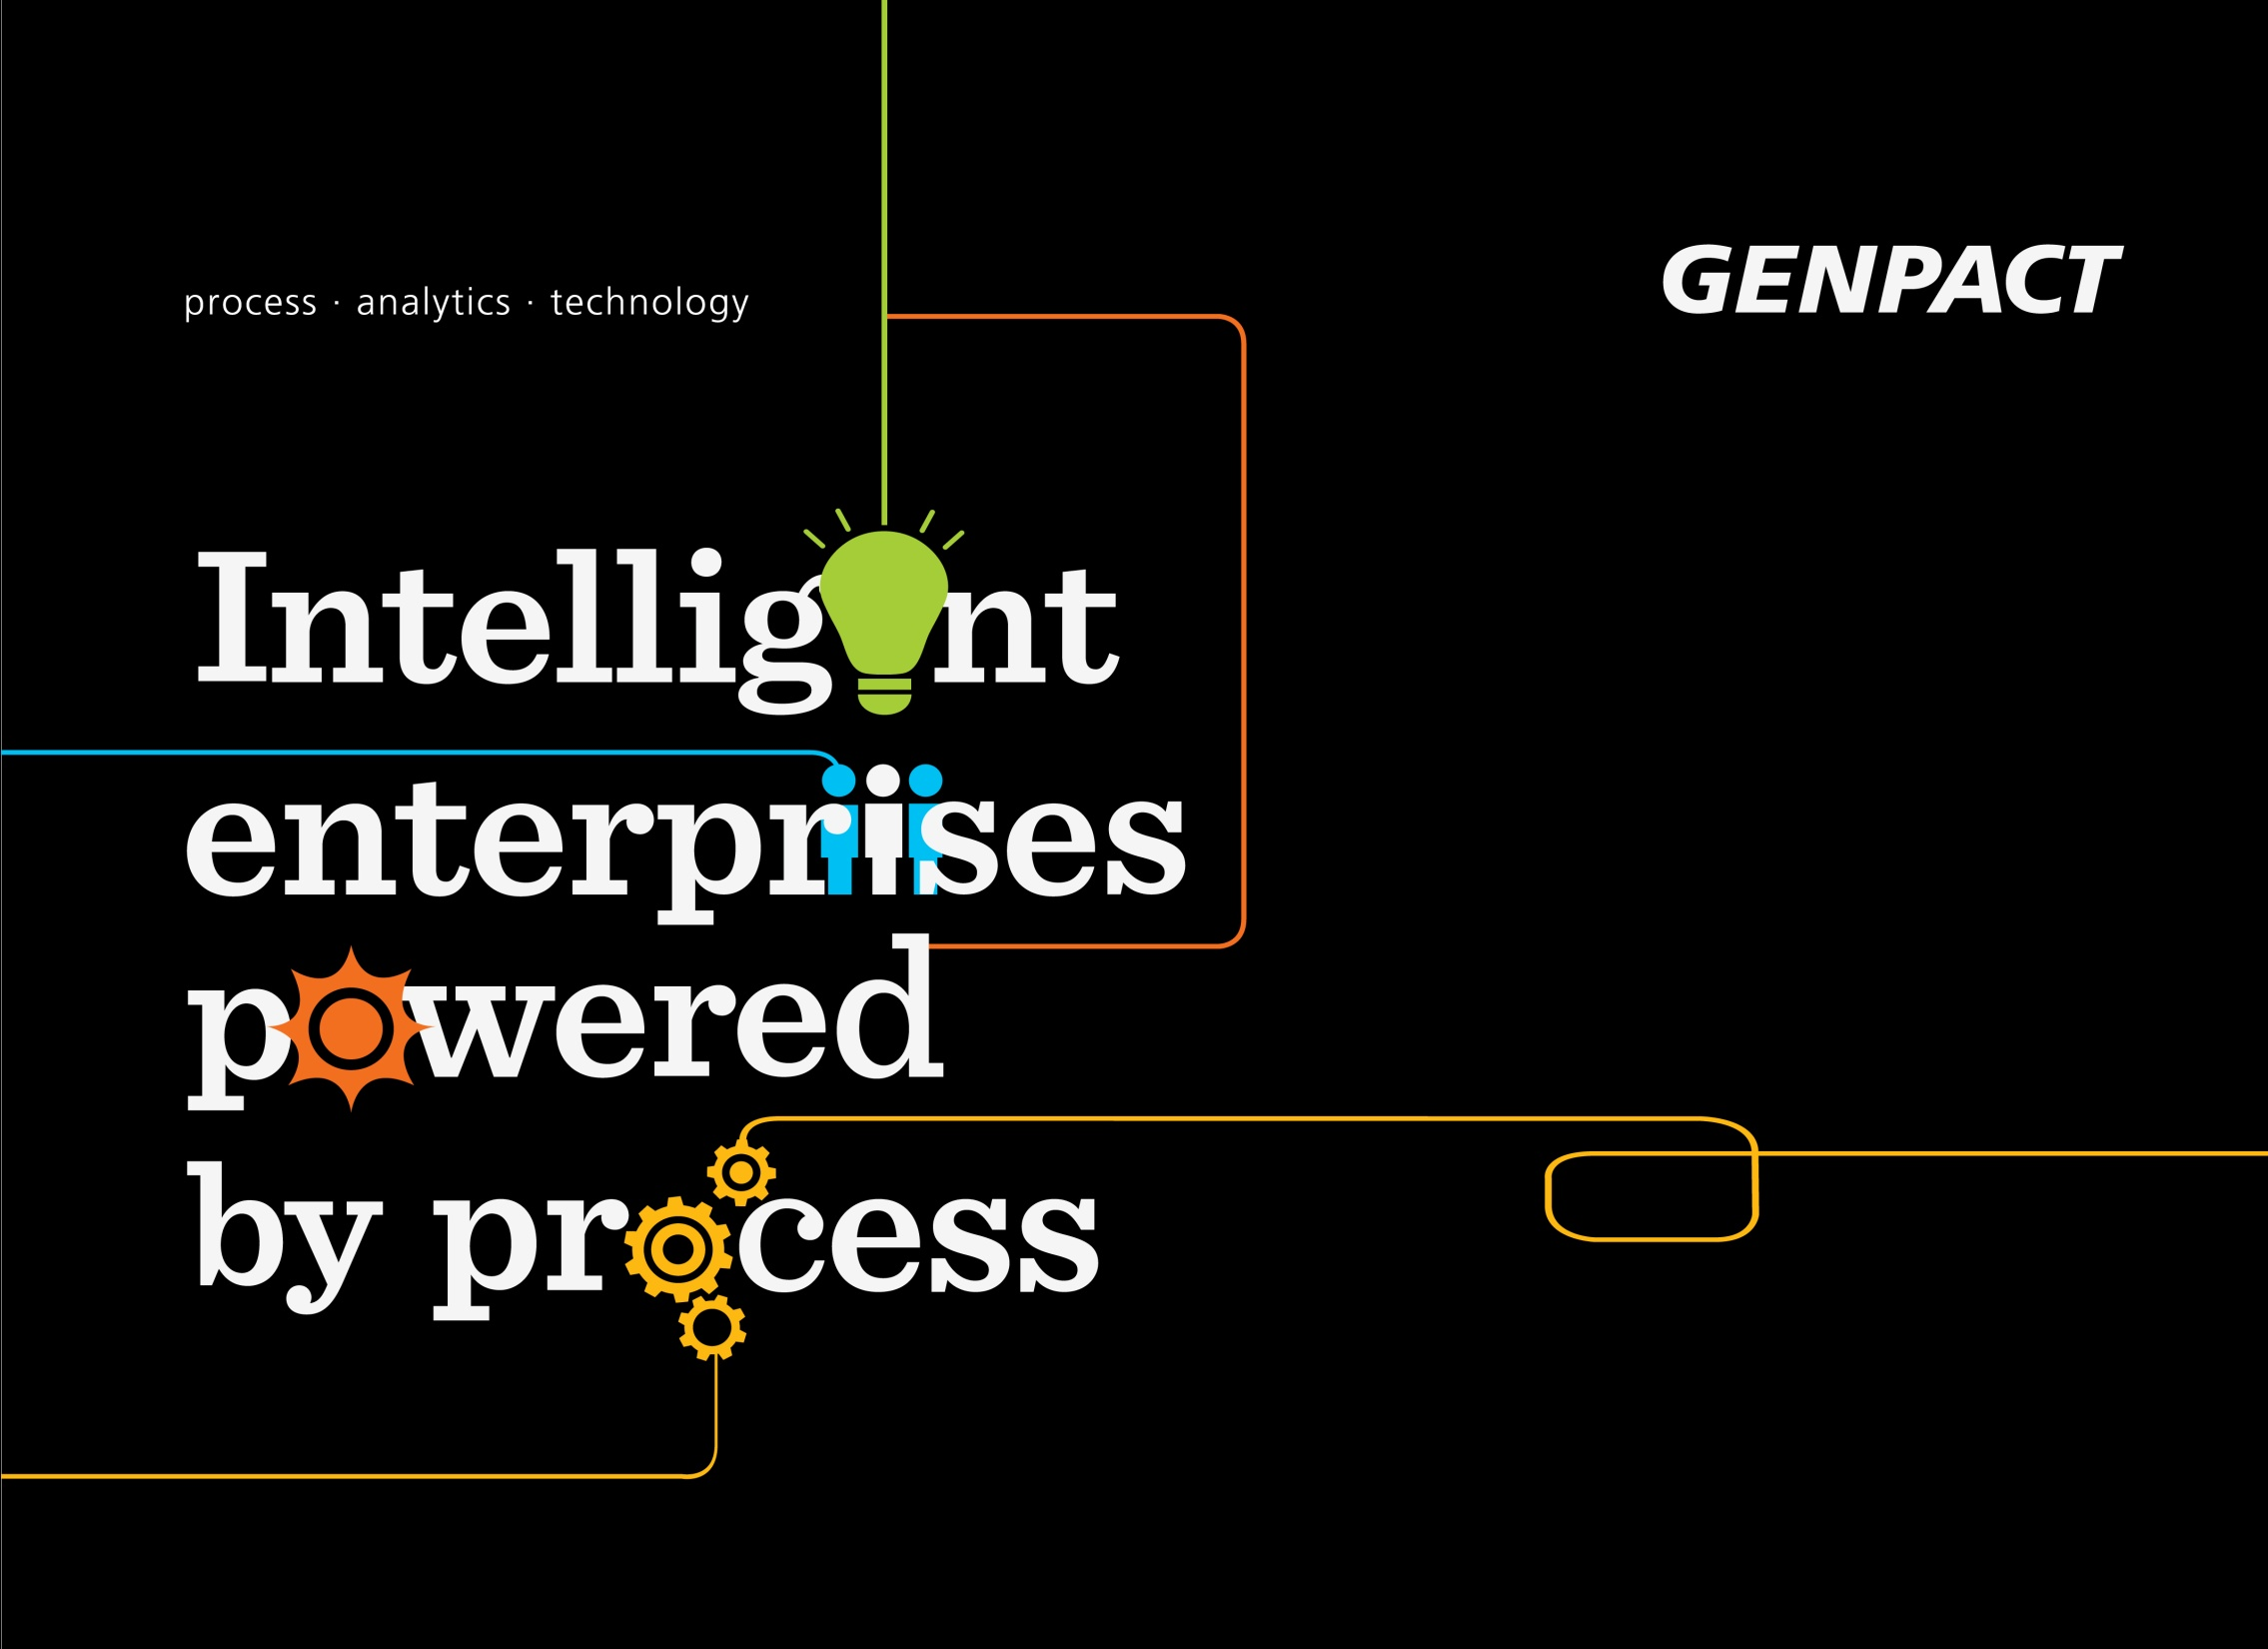 process · analytics · technology
GENPACT
Intelligent
enterprises
powered
by process